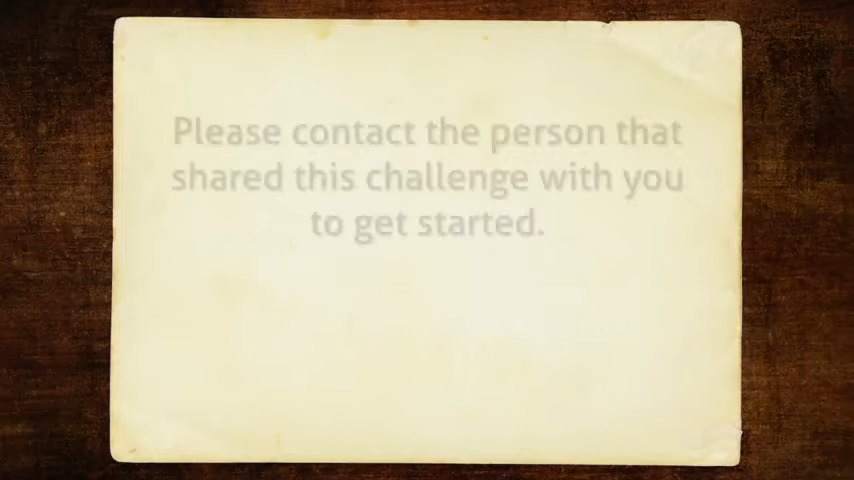 Please contact the person that
shared this challenge with you
to get started.